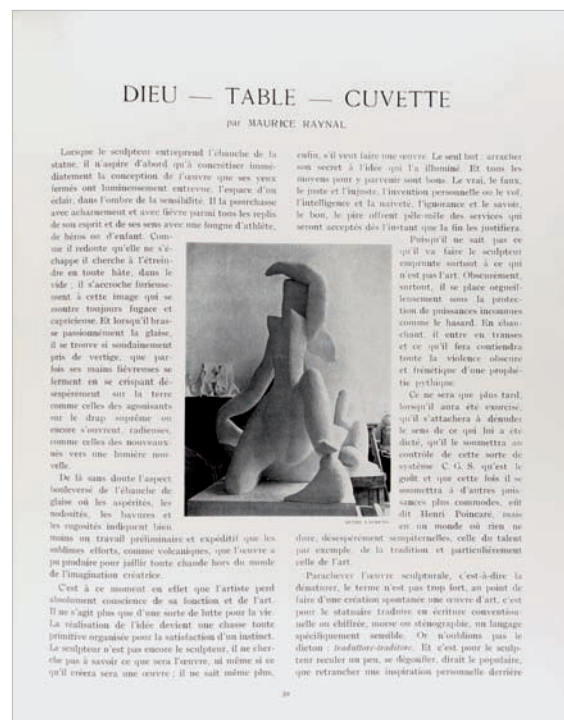 DIEU — TABLE — CUVETTE
par MAURICE RAYNAL
Lorsque le sculpteur entreprend l'ébauche de la
statue, il n'aspire d'abord qu'à concrétiser immé-
diatement la conception de l'œuvre que ses yeux
fermés ont lumineusement entrevue, l'espace d'un
éclair, dans l'ombre de la sensibilité. Il la pourchasse
avec acharnement et avec fièvre parmi tous les replis
de son esprit et de ses sens avec une longne d'athlète,
de héros ou d'enfant. Com-
me il redoute qu'elle ne s'é-
chappe il cherche à l'étrein-
dre en toute hâte, dans le
vide ; il s'accroche furieuse-
ment à cette image qui se
montre toujours fugace et
capricieuse. Et lorsqu'il bras-
se passionnément la glaise,
il se trouve si soudainement
pris de vertige, que par-
fois ses mains fiévreuses se
ferment en se crispant dé-
sespérément sur la terre
comme celles des agonisants
sur le drap suprême ou
encore s'ouvrent, radieuses,
comme celles des nouveaux-
nés vers une lumière nou-
velle.
De là sans doute l'aspect
bouleversé de l'ébauche de
glaise où les aspérités, les
nodosités, les bavures et
les rugosités indiquent bien
moins un travail préliminaire et expéditif que les
sublimes efforts, comme volcaniques, que l'œuvre a
pu produire pour jaillir toute chaude hors du monde
de l'imagination créatrice.
C'est à ce moment en effet que l'artiste perd
absolument conscience de sa fonction et de l'art.
Il ne s'agit plus que d'une sorte de lutte pour la vie.
La réalisation de l'idée devient une chasse toute
primitive organisée pour la satisfaction d'un instinct.
Le sculpteur n'est pas encore le sculpteur, il ne cher-
che pas à savoir ce que sera l'œuvre, ni même si ce
qu'il créera sera une œuvre ; il ne sait même plus,
enfin, s'il veut faire une œuvre. Le seul but : arracher
son secret à l'idée qui l'a illuminé. Et tous les
moyens pour y parvenir sont bons. Le vrai, le faux,
le juste et l'injuste, l'invention personnelle ou le vol,
l'intelligence et la naïveté, l'ignorance et le savoir,
le bon, le pire offrent pêle-mêle des services qui
seront acceptés dès l'instant que la fin les justifiera.
Puisqu'il ne sait pas ce
qu'il va faire le sculpteur
emprunte surtout à ce qui
n'est pas l'art. Obscurément,
surtout, il se place orgueil-
leusement sous la protec-
tion de puissances inconnues
comme le hasard. En ébau-
chant, il entre en transes
et ce qu'il fera contiendra
toute la violence obscure
et frénétique d'une prophé-
tie pythique.
Ce ne sera que plus tard,
lorsqu'il aura été exorcisé,
qu'il s'attachera à dénuder
le sens de ce qui lui a été
dicté, qu'il le soumettra au
contrôle de cette sorte de
système C. G. S. qu'est le
goût et que cette fois il se
soumettra à d'autres puis-
sances plus commodes, eût
dit Henri Poincaré, mais
en un monde où rien ne
HENRI LAURENS
dure, désespérément sempiternelles, celle du talent
par exemple, de la tradition et particulièrement
celle de l'art.
Parachever l'œuvre sculpturale, c'est-à-dire la
dénaturer, le terme n'est pas trop fort, au point de
faire d'une création spontanée une œuvre d'art, c'est
pour le statuaire traduire en écriture convention-
nelle ou chiffrée, morse ou sténographie, un langage
spécifiquement sensible. Or n'oublions pas le
dicton : traduttore-traditore. Et c'est pour le sculp-
teur reculer un peu, se dégonfler, dirait le populaire,
que retrancher une inspiration personnelle derrière